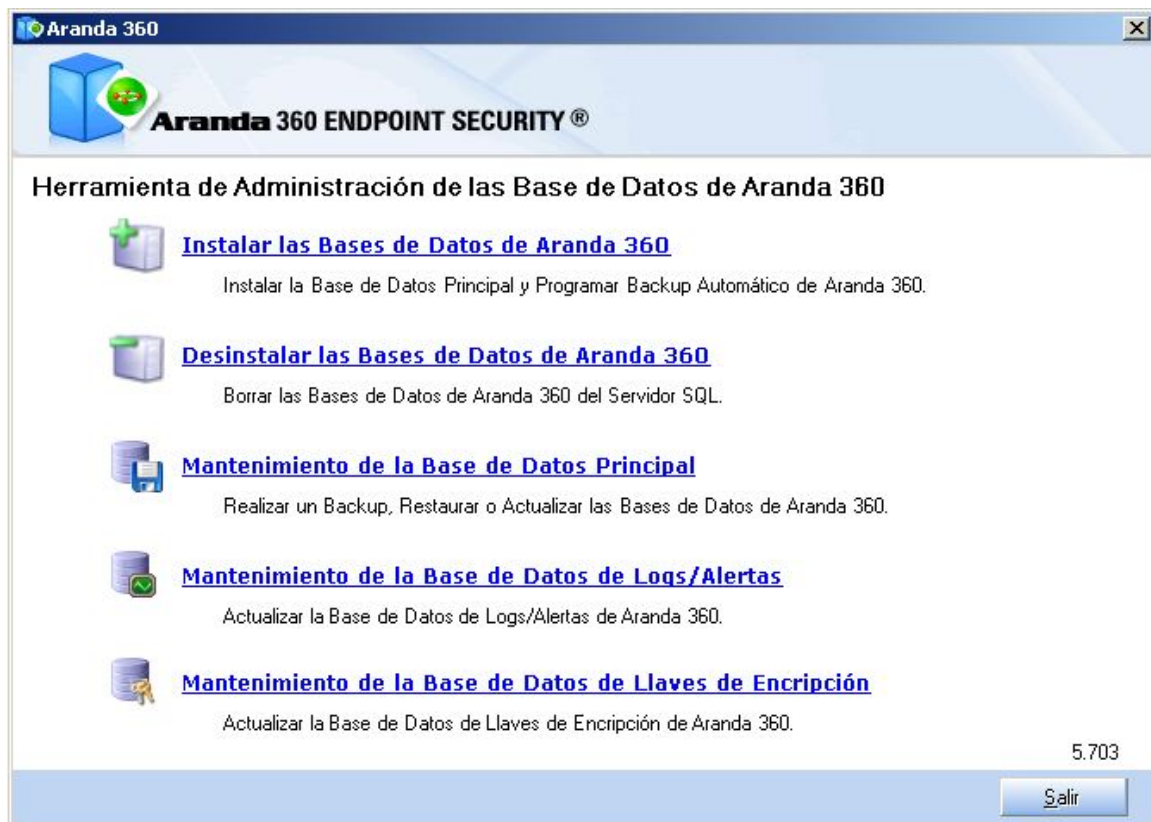 Aranda 360
Aranda 360 ENDPOINT SECURITY ®
Herramienta de Administración de las Base de Datos de Aranda 360
Instalar las Bases de Datos de Aranda 360
Instalar la Base de Datos Principal y Programar Backup Automático de Aranda 360.
Desinstalar las Bases de Datos de Aranda 360
Borrar las Bases de Datos de Aranda 360 del Servidor SQL.
Mantenimiento de la Base de Datos Principal
Realizar un Backup, Restaurar o Actualizar las Bases de Datos de Aranda 360.
Mantenimiento de la Base de Datos de Logs/Alertas
Actualizar la Base de Datos de Logs/Alertas de Aranda 360.
Mantenimiento de la Base de Datos de Llaves de Encripción
Actualizar la Base de Datos de Llaves de Encripción de Aranda 360.
5.703
Salir